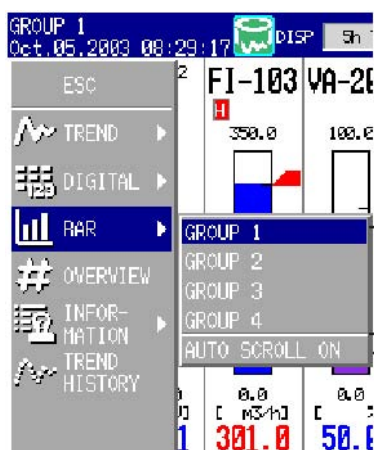 GROUP 1
Oct.05.2003 08:29:17
DISP
5h
ESC
2
FI-103
H
350.0
100.0
TREND
DIGITAL
BAR
GROUP 1
GROUP 2
GROUP 3
GROUP 4
AUTO SCROLL ON
OVERVIEW
INFOR-
MATION
TREND
HISTORY
0.0
0.0
[ m3/h]
[
1
301.0
50.